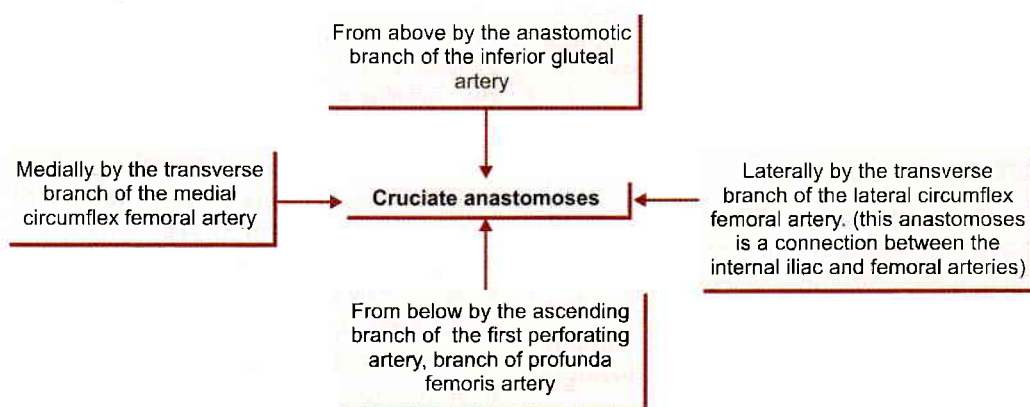 From above by the anastomotic
branch of the inferior gluteal
artery
Medially by the transverse
branch of the medial
circumflex femoral artery
Cruciate anastomoses
Laterally by the transverse
branch of the lateral circumflex
femoral artery. (this anastomoses
is a connection between the
internal iliac and femoral arteries)
From below by the ascending
branch of the first perforating
artery, branch of profunda
femoris artery